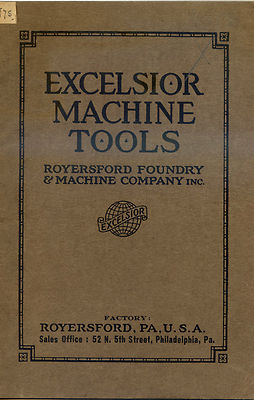 EXCELSIOR
MACHINE
TOOLS
ROYERSFORD FOUNDRY
& MACHINE COMPANY INC.
EXCELSIOR
FACTORY:
ROYERSFORD, PA, U.S.A.
Sales Office : 52 N. 5th Street, Philadelphia, Pa.